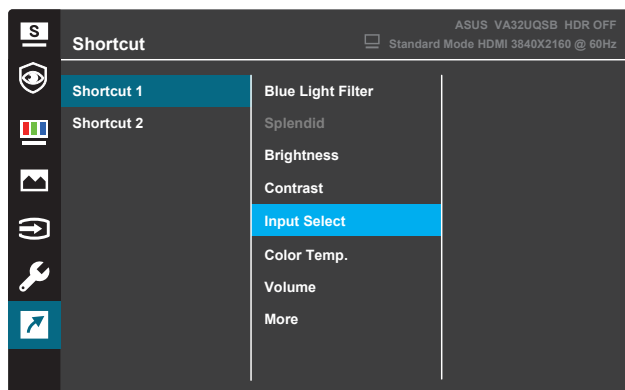 S
ASUS VA32UQSB HDR OFF
Shortcut
Standard Mode HDMI 3840X2160 @ 60Hz
Shortcut 1
Blue Light Filter
Shortcut 2
Splendid
Brightness
Contrast
Input Select
Color Temp.
Volume
More